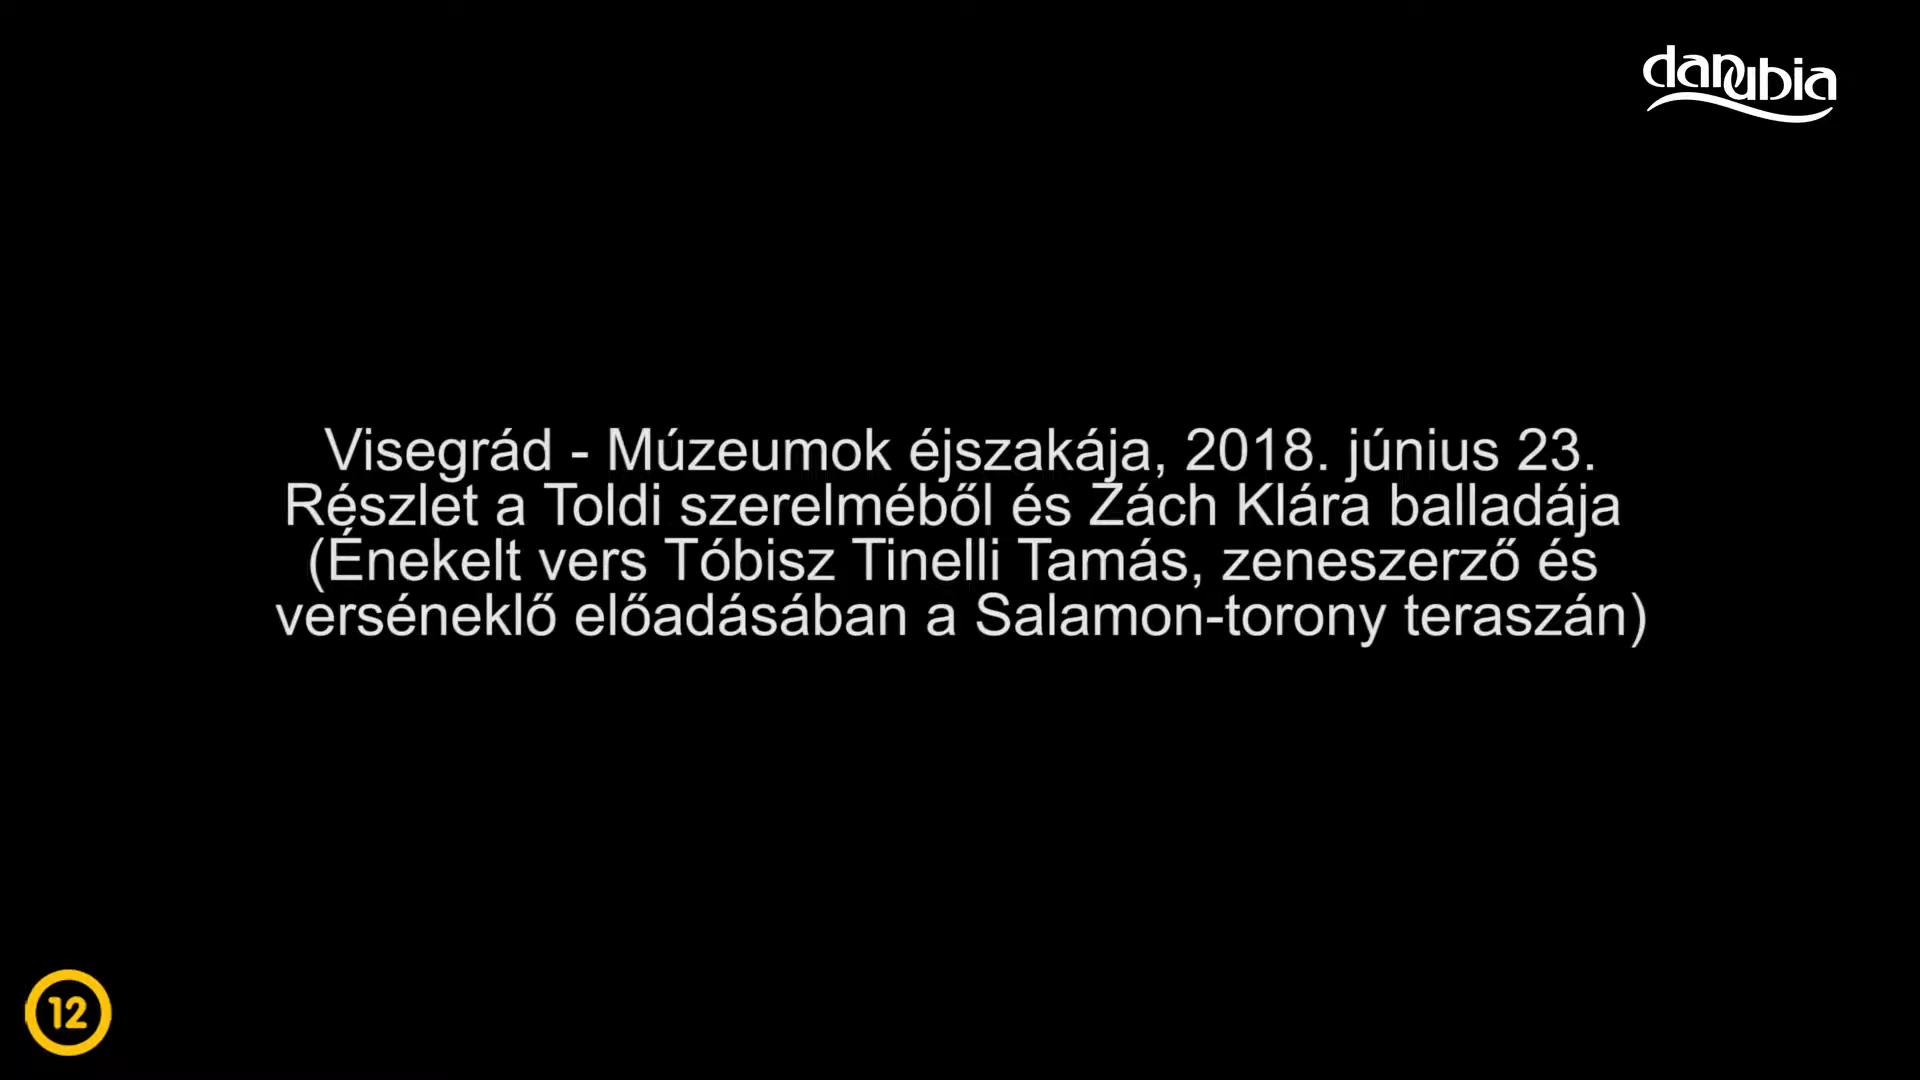 danubia
Visegrád - Múzeumok éjszakája, 2018. június 23.
Részlet a Toldi szerelméből és Zách Klára balladája
(Énekelt vers Tóbisz Tinelli Tamás, zeneszerző és
verséneklő előadásában a Salamon-torony teraszán)
12